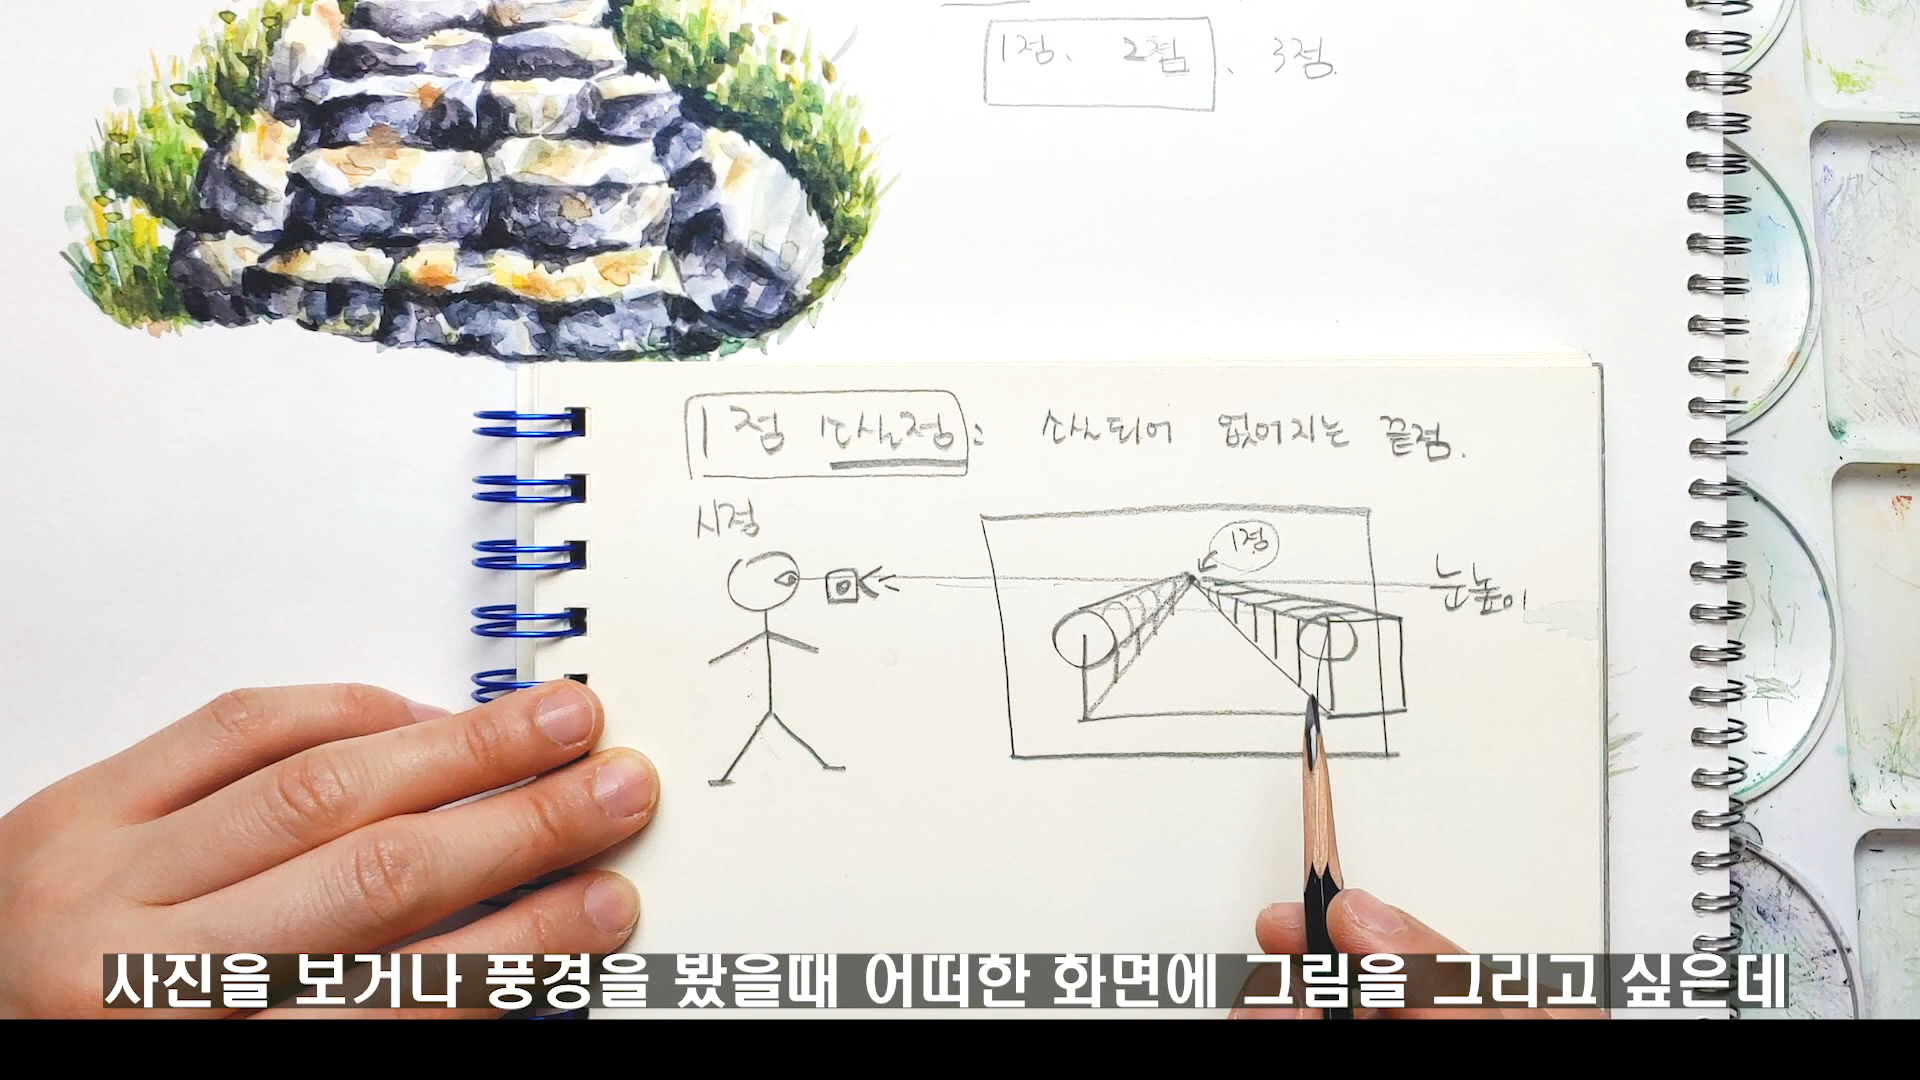 1점、 2점、 3점.
1점 소실점: 소실되어 없어지는 끝점.
시점
1점
눈높이
사진을 보거나 풍경을 봤을때 어떠한 화면에 그림을 그리고 싶은데